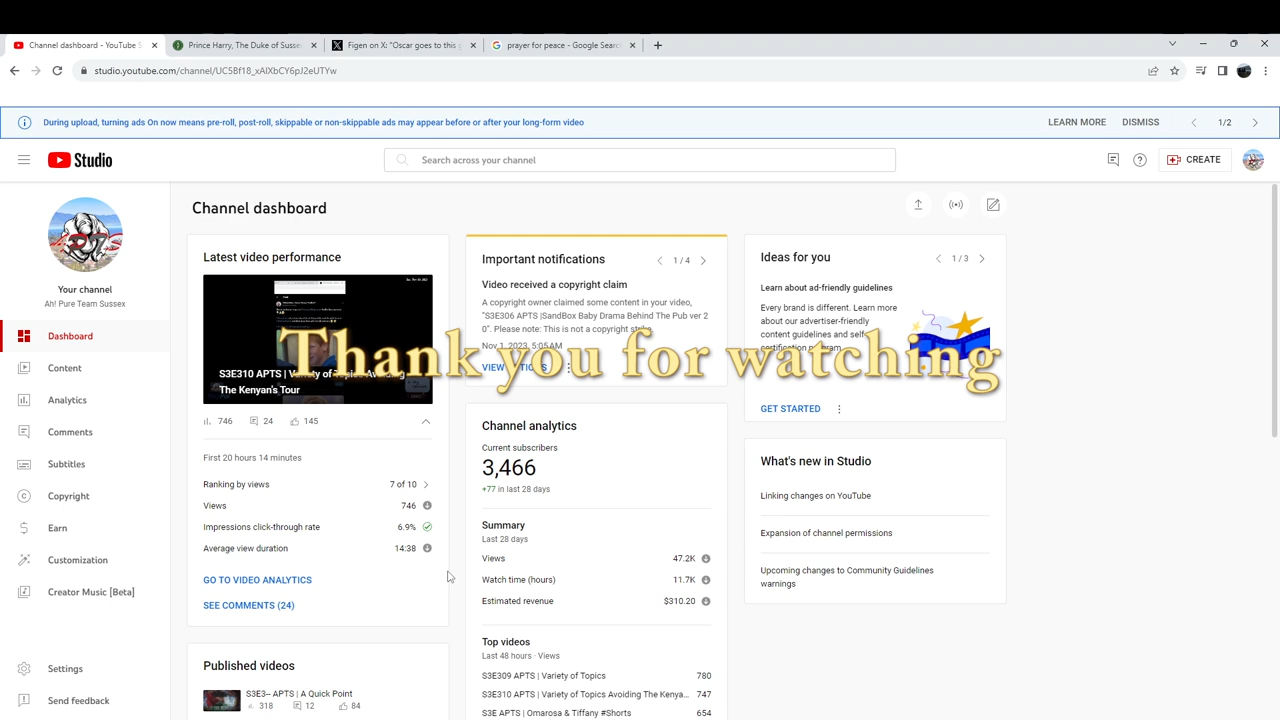 Channel dashboard - YouTube S
Prince Harry, The Duke of Susse
Figen on X: "Oscar goes to this g
prayer for peace - Google Searc
studio.youtube.com/channel/UC5Bf18_xAIXbCY6pJ2eUTYw
During upload, turning ads On now means pre-roll, post-roll, skippable or non-skippable ads may appear before or after your long-form video
LEARN MORE
DISMISS
1/2
Studio
Search across your channel
CREATE
Your channel
Ah! Pure Team Sussex
Dashboard
Content
Analytics
Comments
Subtitles
Copyright
Earn
Customization
Creator Music [Beta]
Settings
Send feedback
Channel dashboard
Latest video performance
S3E310 APTS | Variety of Topics Avoiding
The Kenyan's Tour
746 24 145
First 20 hours 14 minutes
Ranking by views 7 of 10
Views 746
Impressions click-through rate 6.9%
Average view duration 14:38
GO TO VIDEO ANALYTICS
SEE COMMENTS (24)
Published videos
S3E3-- APTS | A Quick Point
318 12 84
Important notifications
1 / 4
Video received a copyright claim
A copyright owner claimed some content in your video,
"S3E306 APTS |Sandbox Baby Drama Behind The Pub ver 2
0". Please note: This is not a copyright strike.
Nov 1, 2023, 5:05 AM
Thank you for watching
Channel analytics
Current subscribers
3,466
+77 in last 28 days
Summary
Last 28 days
Views 47.2K
Watch time (hours) 11.7K
Estimated revenue $310.20
Top videos
Last 48 hours · Views
S3E309 APTS | Variety of Topics 780
S3E310 APTS | Variety of Topics Avoiding The Kenya... 747
S3E APTS | Omarosa & Tiffany #Shorts 654
Ideas for you
1 / 3
Learn about ad-friendly guidelines
Every brand is different. Learn more
about our advertiser-friendly
content guidelines and self-
certification program.
GET STARTED
What's new in Studio
Linking changes on YouTube
Expansion of channel permissions
Upcoming changes to Community Guidelines
warnings